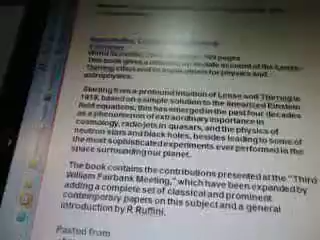 World Scientific, pages
This book gives a account of the Lense-
Thirring effect and its implications for physics and
astrophysics.
Starting from a profound intuition of Lense and Thirring in
1918, based on a simple solution to the linearized Einstein
field equations, this has emerged in the past four decades
as a phenomenon of extraordinary importance in
cosmology, radio jets in quasars, and the physics of
neutron stars and black holes, besides leading to some of
the most sophisticated experiments ever performed in the
space surrounding our planet.
The book contains the contributions presented at the "Third
William Fairbank Meeting," which have been expanded by
adding a complete set of classical and prominent
contemporary papers on this subject and a general
introduction by R Ruffini.
Pasted from